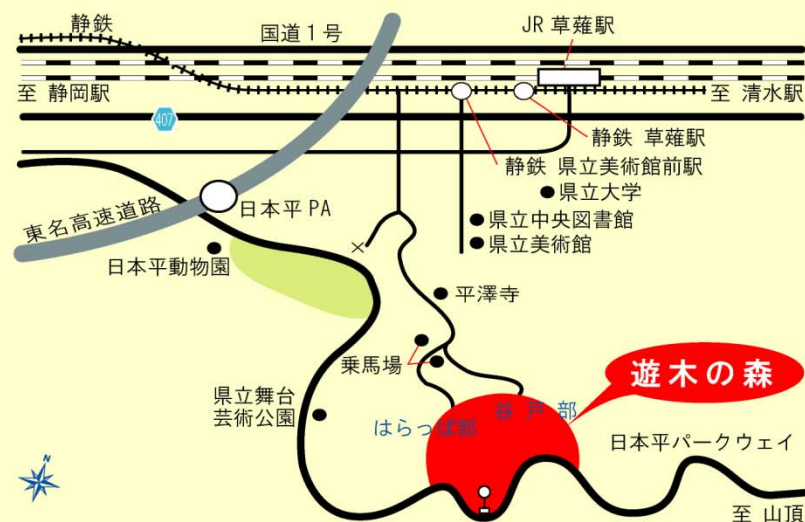 静鉄
国道1号
JR 草薙駅
至 静岡駅
至 清水駅
407
静鉄 草薙駅
静鉄 県立美術館前駅
県立大学
東名高速道路
日本平 PA
県立中央図書館
県立美術館
日本平動物園
平澤寺
乗馬場
遊木の森
県立舞台
芸術公園
はらっぱ部
谷戸部
日本平パークウェイ
N
至 山頂